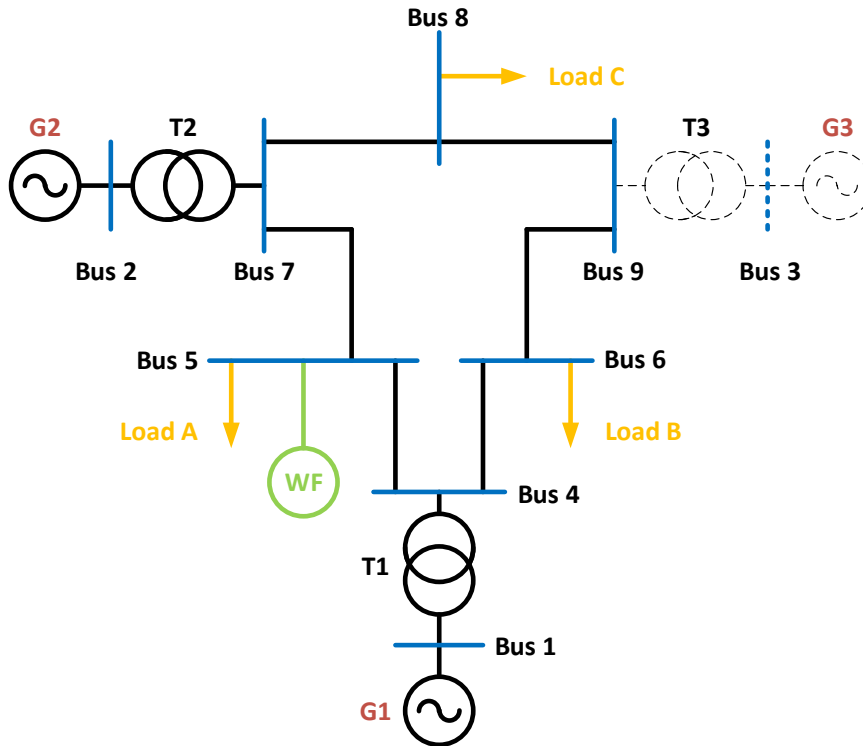 Bus 8
Load C
G2
T2
T3
G3
Bus 2
Bus 7
Bus 9
Bus 3
Bus 5
Bus 6
Load A
Load B
WF
Bus 4
T1
Bus 1
G1